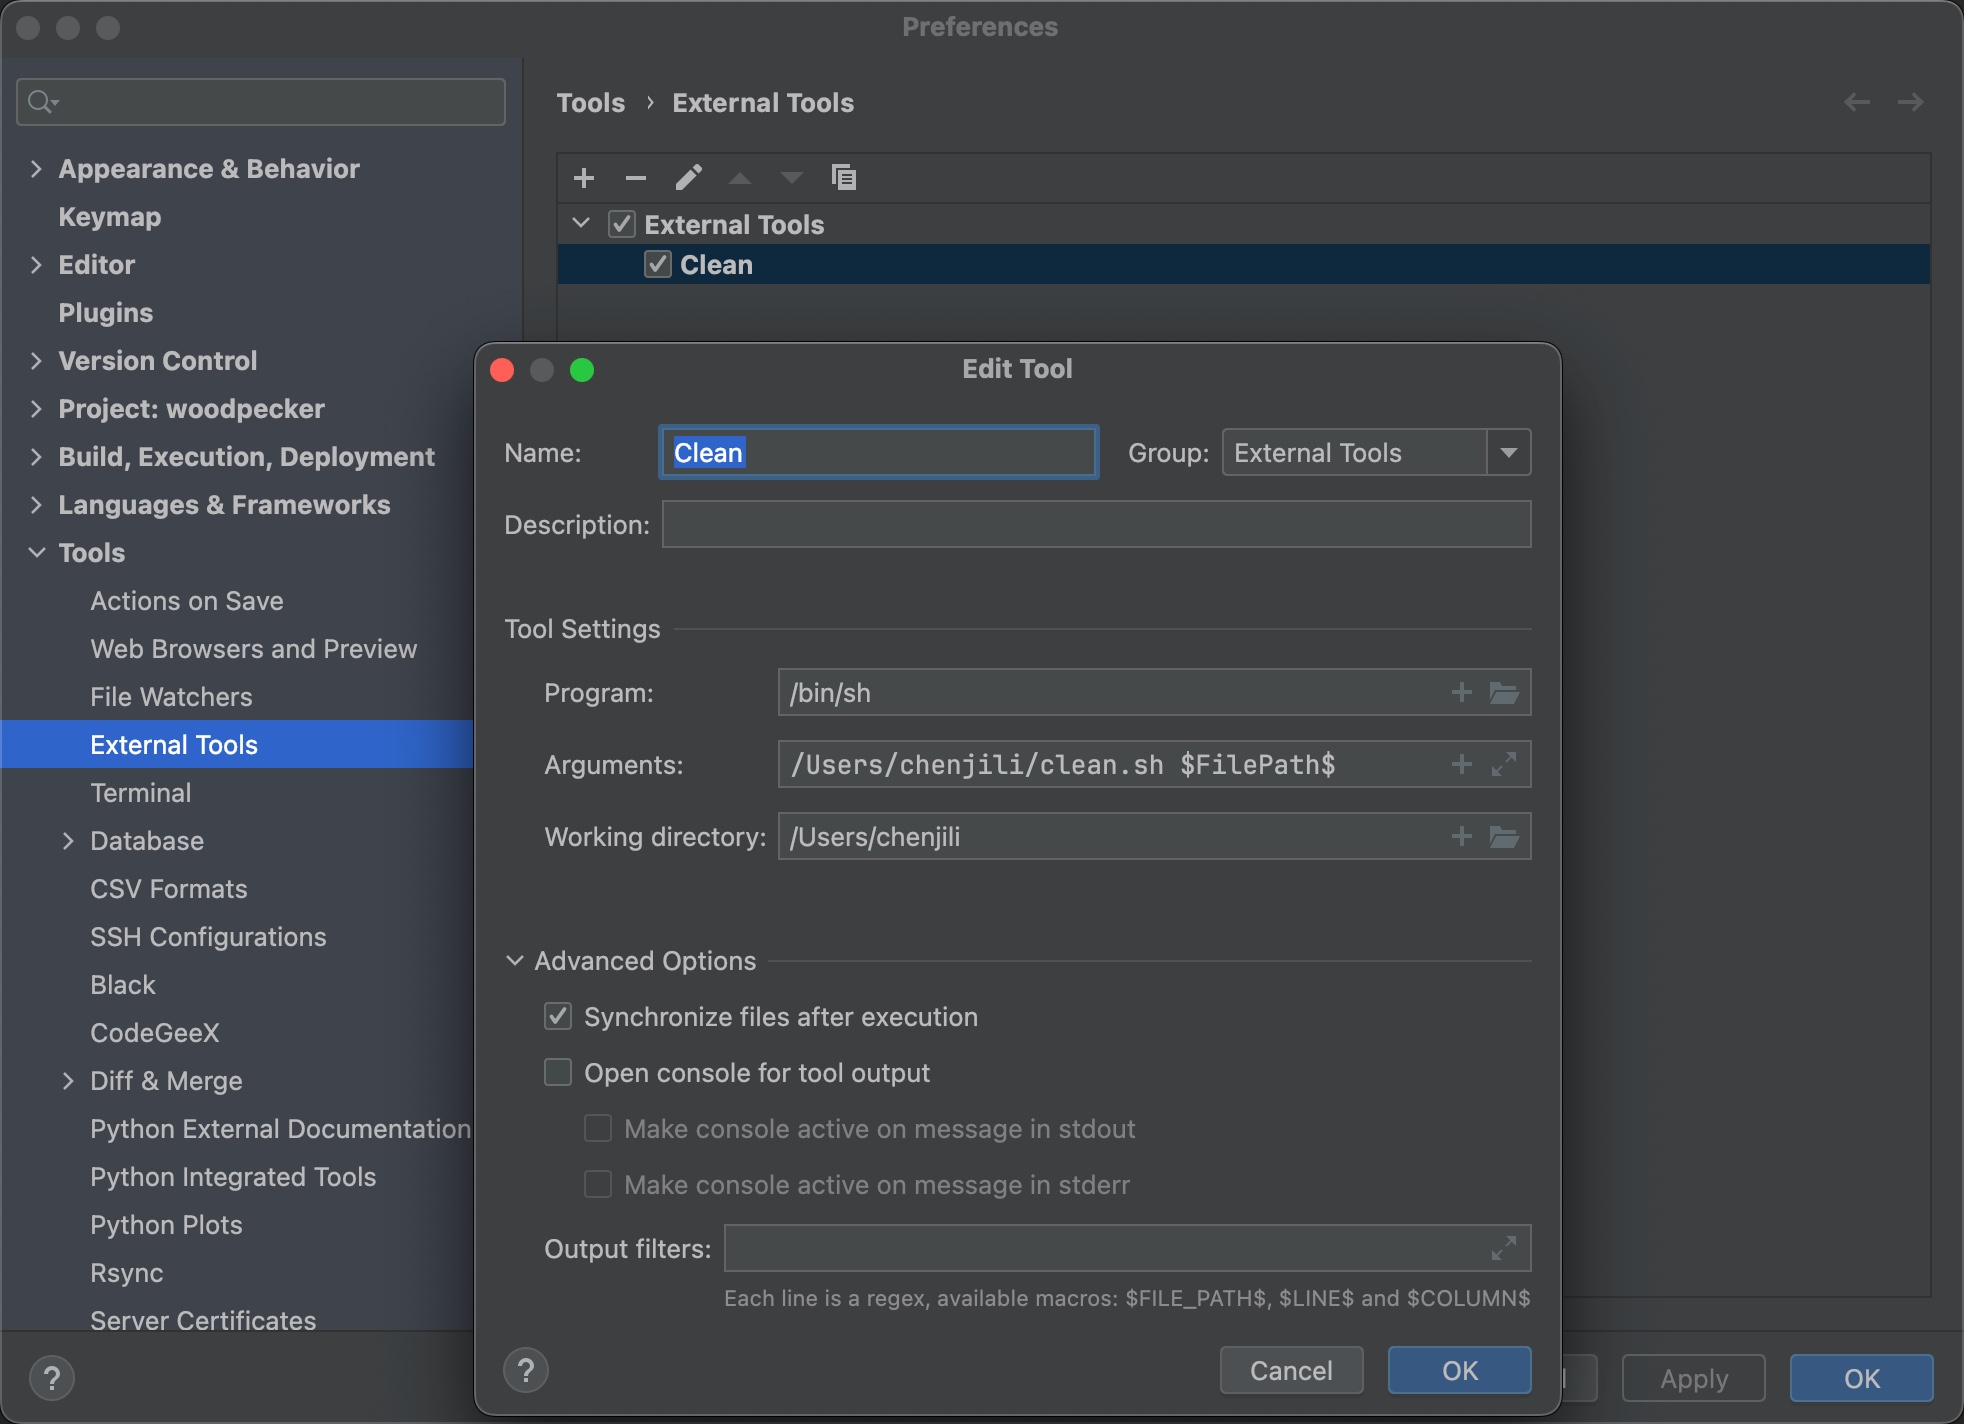 Preferences
Appearance & Behavior
Keymap
Editor
Plugins
Version Control
Project: woodpecker
Build, Execution, Deployment
Languages & Frameworks
Tools
Actions on Save
Web Browsers and Preview
File Watchers
External Tools
Terminal
Database
CSV Formats
SSH Configurations
Black
CodeGeeX
Diff & Merge
Python External Documentation
Python Integrated Tools
Python Plots
Rsync
Server Certificates
?
Tools › External Tools
External Tools
Clean
Edit Tool
Name: Clean Group: External Tools
Description:
Tool Settings
Program: /bin/sh
Arguments: /Users/chenjili/clean.sh $FilePath$
Working directory: /Users/chenjili
Advanced Options
Synchronize files after execution
Open console for tool output
Make console active on message in stdout
Make console active on message in stderr
Output filters:
Each line is a regex, available macros: $FILE_PATH$, $LINE$ and $COLUMN$
? Cancel OK
Apply OK